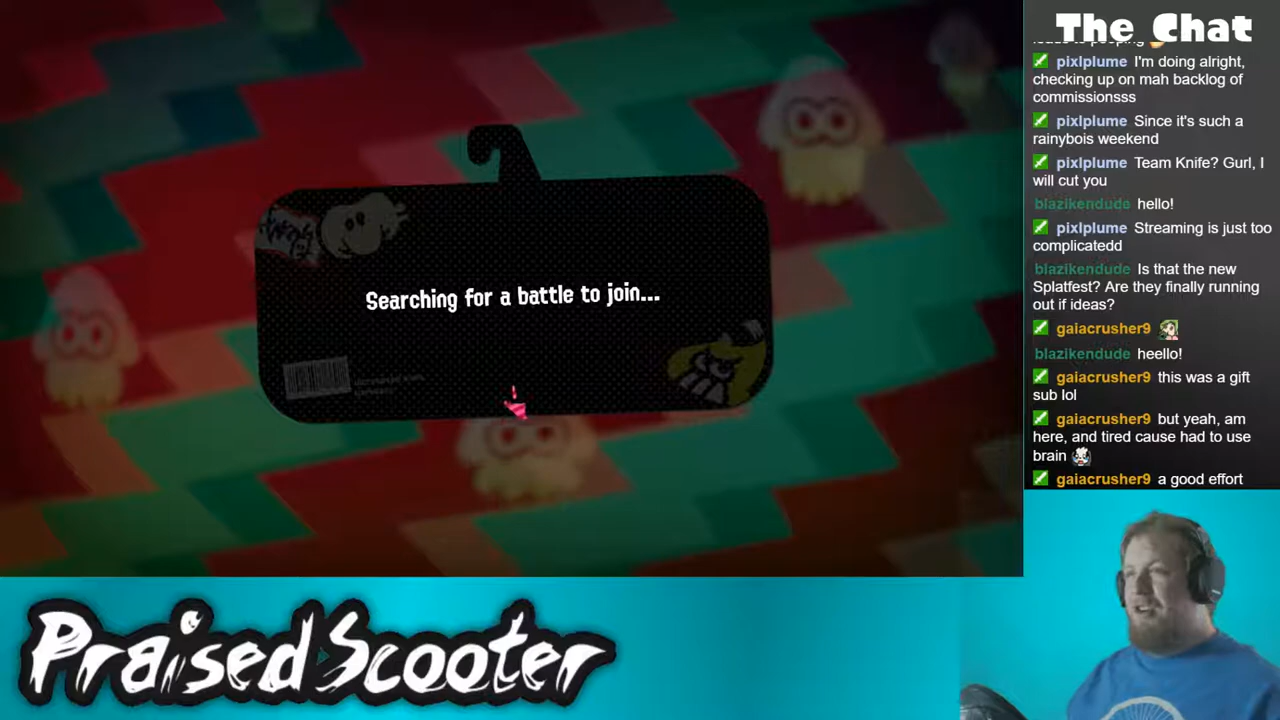 The Chat
pixlplume I'm doing alright,
checking up on mah backlog of
commissionsss
pixlplume Since it's such a
rainybois weekend
pixlplume Team Knife? Gurl, I
will cut you
blazikendude hello!
pixlplume Streaming is just too
complicatedd
blazikendude Is that the new
Splatfest? Are they finally running
out if ideas?
gaiacrusher9
blazikendude heello!
gaiacrusher9 this was a gift
sub lol
gaiacrusher9 but yeah, am
here, and tired cause had to use
brain
gaiacrusher9 a good effort
Searching for a battle to join...
PraisedScooter